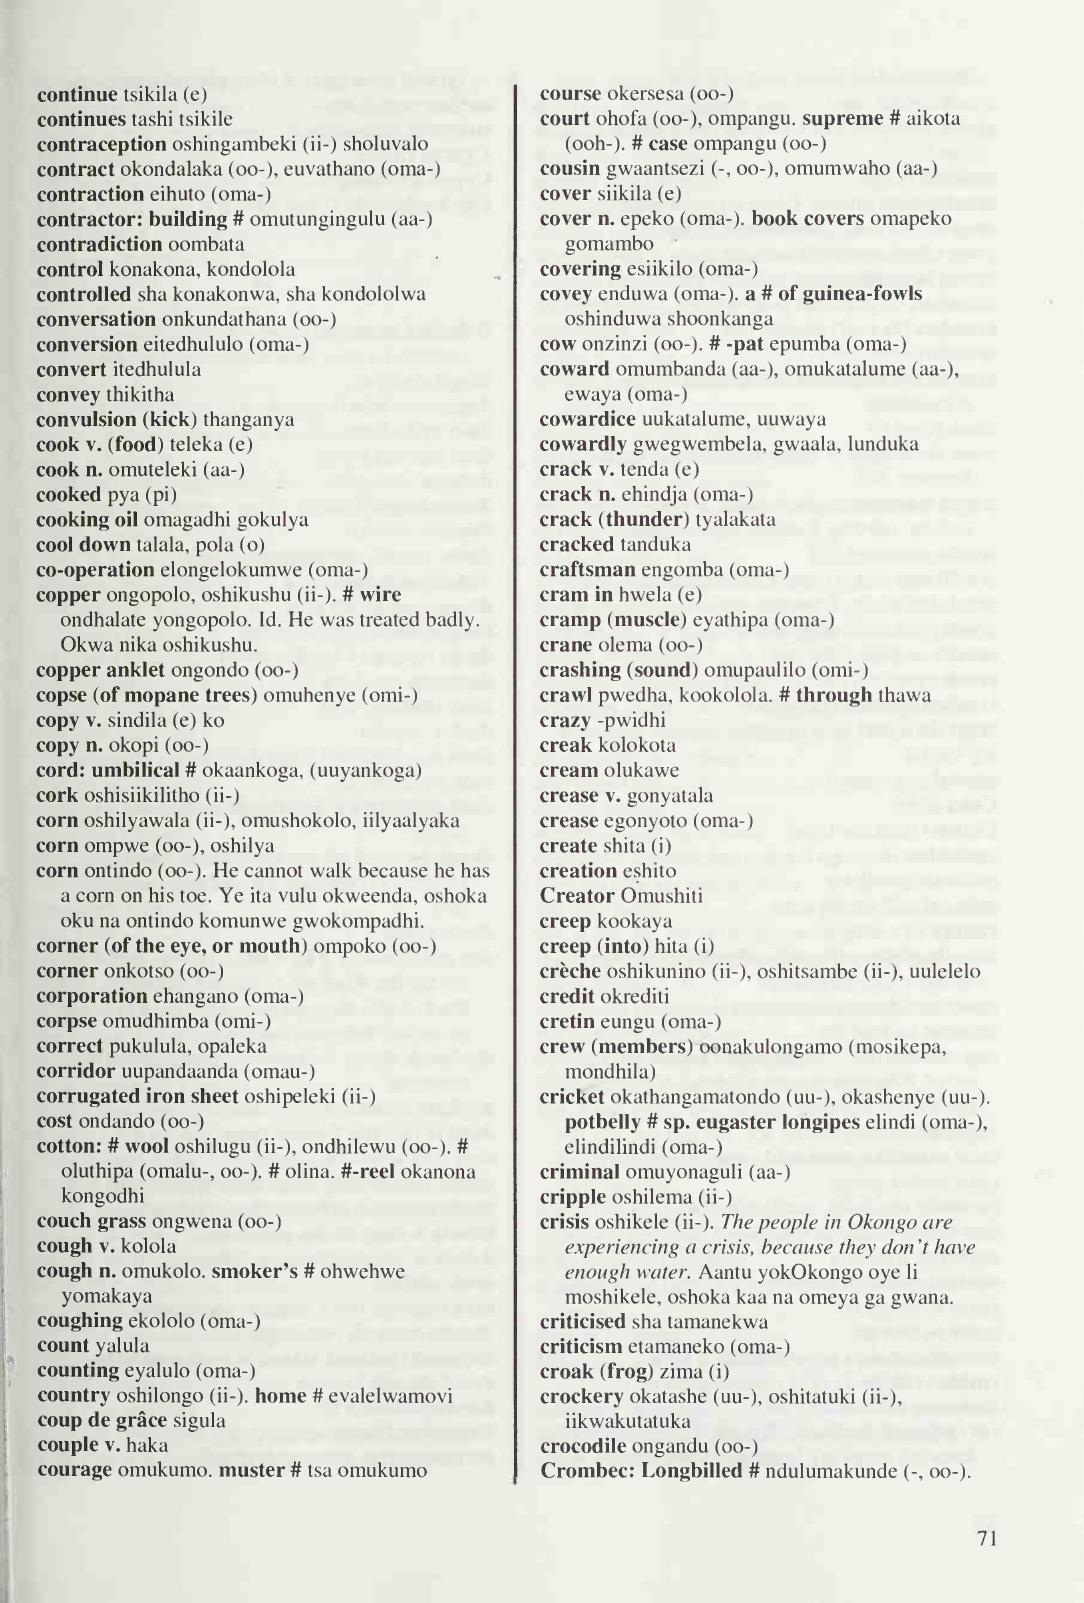 continue tsikila (e)
continues tashi tsikile
contraception oshingambeki (ii-) sholuvalo
contract okondalaka (oo-), euvathano (oma-)
contraction eihuto (oma-)
contractor: building # omutungingulu (aa-)
contradiction oombata
control konakona, kondolola
controlled sha konakonwa, sha kondololwa
conversation onkundathana (oo-)
conversion eitedhululo (oma-)
convert itedhulula
convey thikitha
convulsion (kick) thanganya
cook v. (food) teleka (e)
cook n. omuteleki (aa-)
cooked pya (pi)
cooking oil omagadhi gokulya
cool down talala, pola (o)
co-operation elongelokumwe (oma-)
copper ongopolo, oshikushu (ii-). # wire
ondhalate yongopolo. Id. He was treated badly.
Okwa nika oshikushu.
copper anklet ongondo (oo-)
copse (of mopane trees) omuhenye (omi-)
copy v. sindila (e) ko
copy n. okopi (oo-)
cord: umbilical # okaankoga, (uuyankoga)
cork oshisiikilitho (ii-)
corn oshilyawala (ii-), omushokolo, iilyaalyaka
corn ompwe (oo-), oshilya
corn ontindo (oo-). He cannot walk because he has
a corn on his toe. Ye ita vulu okweenda, oshoka
oku na ontindo komunwe gwokompadhi.
corner (of the eye, or mouth) ompoko (oo-)
corner onkotso (oo-)
corporation ehangano (oma-)
corpse omudhimba (omi-)
correct pukulula, opaleka
corridor uupandaanda (omau-)
corrugated iron sheet oshipeleki (ii-)
cost ondando (oo-)
cotton: # wool oshilugu (ii-), ondhilewu (oo-). #
oluthipa (omalu-, oo-). # olina. #-reel okanona
kongodhi
couch grass ongwena (oo-)
cough v. kolola
cough n. omukolo. smoker's # ohwehwe
yomakaya
coughing ekololo (oma-)
count yalula
counting eyalulo (oma-)
country oshilongo (ii-). home # evalelwamovi
coup de grâce sigula
couple v. haka
courage omukumo. muster # tsa omukumo
course okersesa (oo-)
court ohofa (oo-), ompangu. supreme # aikota
(ooh-). # case ompangu (oo-)
cousin gwaantsezi (-, oo-), omumwaho (aa-)
cover siikila (e)
cover n. epeko (oma-). book covers omapeko
gomambo
covering esiikilo (oma-)
covey enduwa (oma-). a # of guinea-fowls
oshinduwa shoonkanga
cow onzinzi (oo-). # -pat epumba (oma-)
coward omumbanda (aa-), omukatalume (aa-),
ewaya (oma-)
cowardice uukatalume, uuwaya
cowardly gwegwembela, gwaala, lunduka
crack v. tenda (e)
crack n. ehindja (oma-)
crack (thunder) tyalakata
cracked tanduka
craftsman engomba (oma-)
cram in hwela (e)
cramp (muscle) eyathipa (oma-)
crane olema (oo-)
crashing (sound) omupaulilo (omi-)
crawl pwedha, kookolola. # through thawa
crazy -pwidhi
creak kolokota
cream olukawe
crease v. gonyatala
crease egonyoto (oma-)
create shita (i)
creation eshito
Creator Omushiti
creep kookaya
creep (into) hita (i)
crèche oshikunino (ii-), oshitsambe (ii-), uulelelo
credit okrediti
cretin eungu (oma-)
crew (members) oonakulongamo (mosikepa,
mondhila)
cricket okathangamatondo (uu-), okashenye (uu-).
potbelly # sp. eugaster longipes elindi (oma-),
elindilindi (oma-)
criminal omuyonaguli (aa-)
cripple oshilema (ii-)
crisis oshikele (ii-). The people in Okongo are
experiencing a crisis, because they don't have
enough water. Aantu yokOkongo oye li
moshikele, oshoka kaa na omeya ga gwana.
criticised sha tamanekwa
criticism etamaneko (oma-)
croak (frog) zima (i)
crockery okatashe (uu-), oshitatuki (ii-),
iikwakutatuka
crocodile ongandu (oo-)
Crombec: Longbilled # ndulumakunde (-, oo-).
71